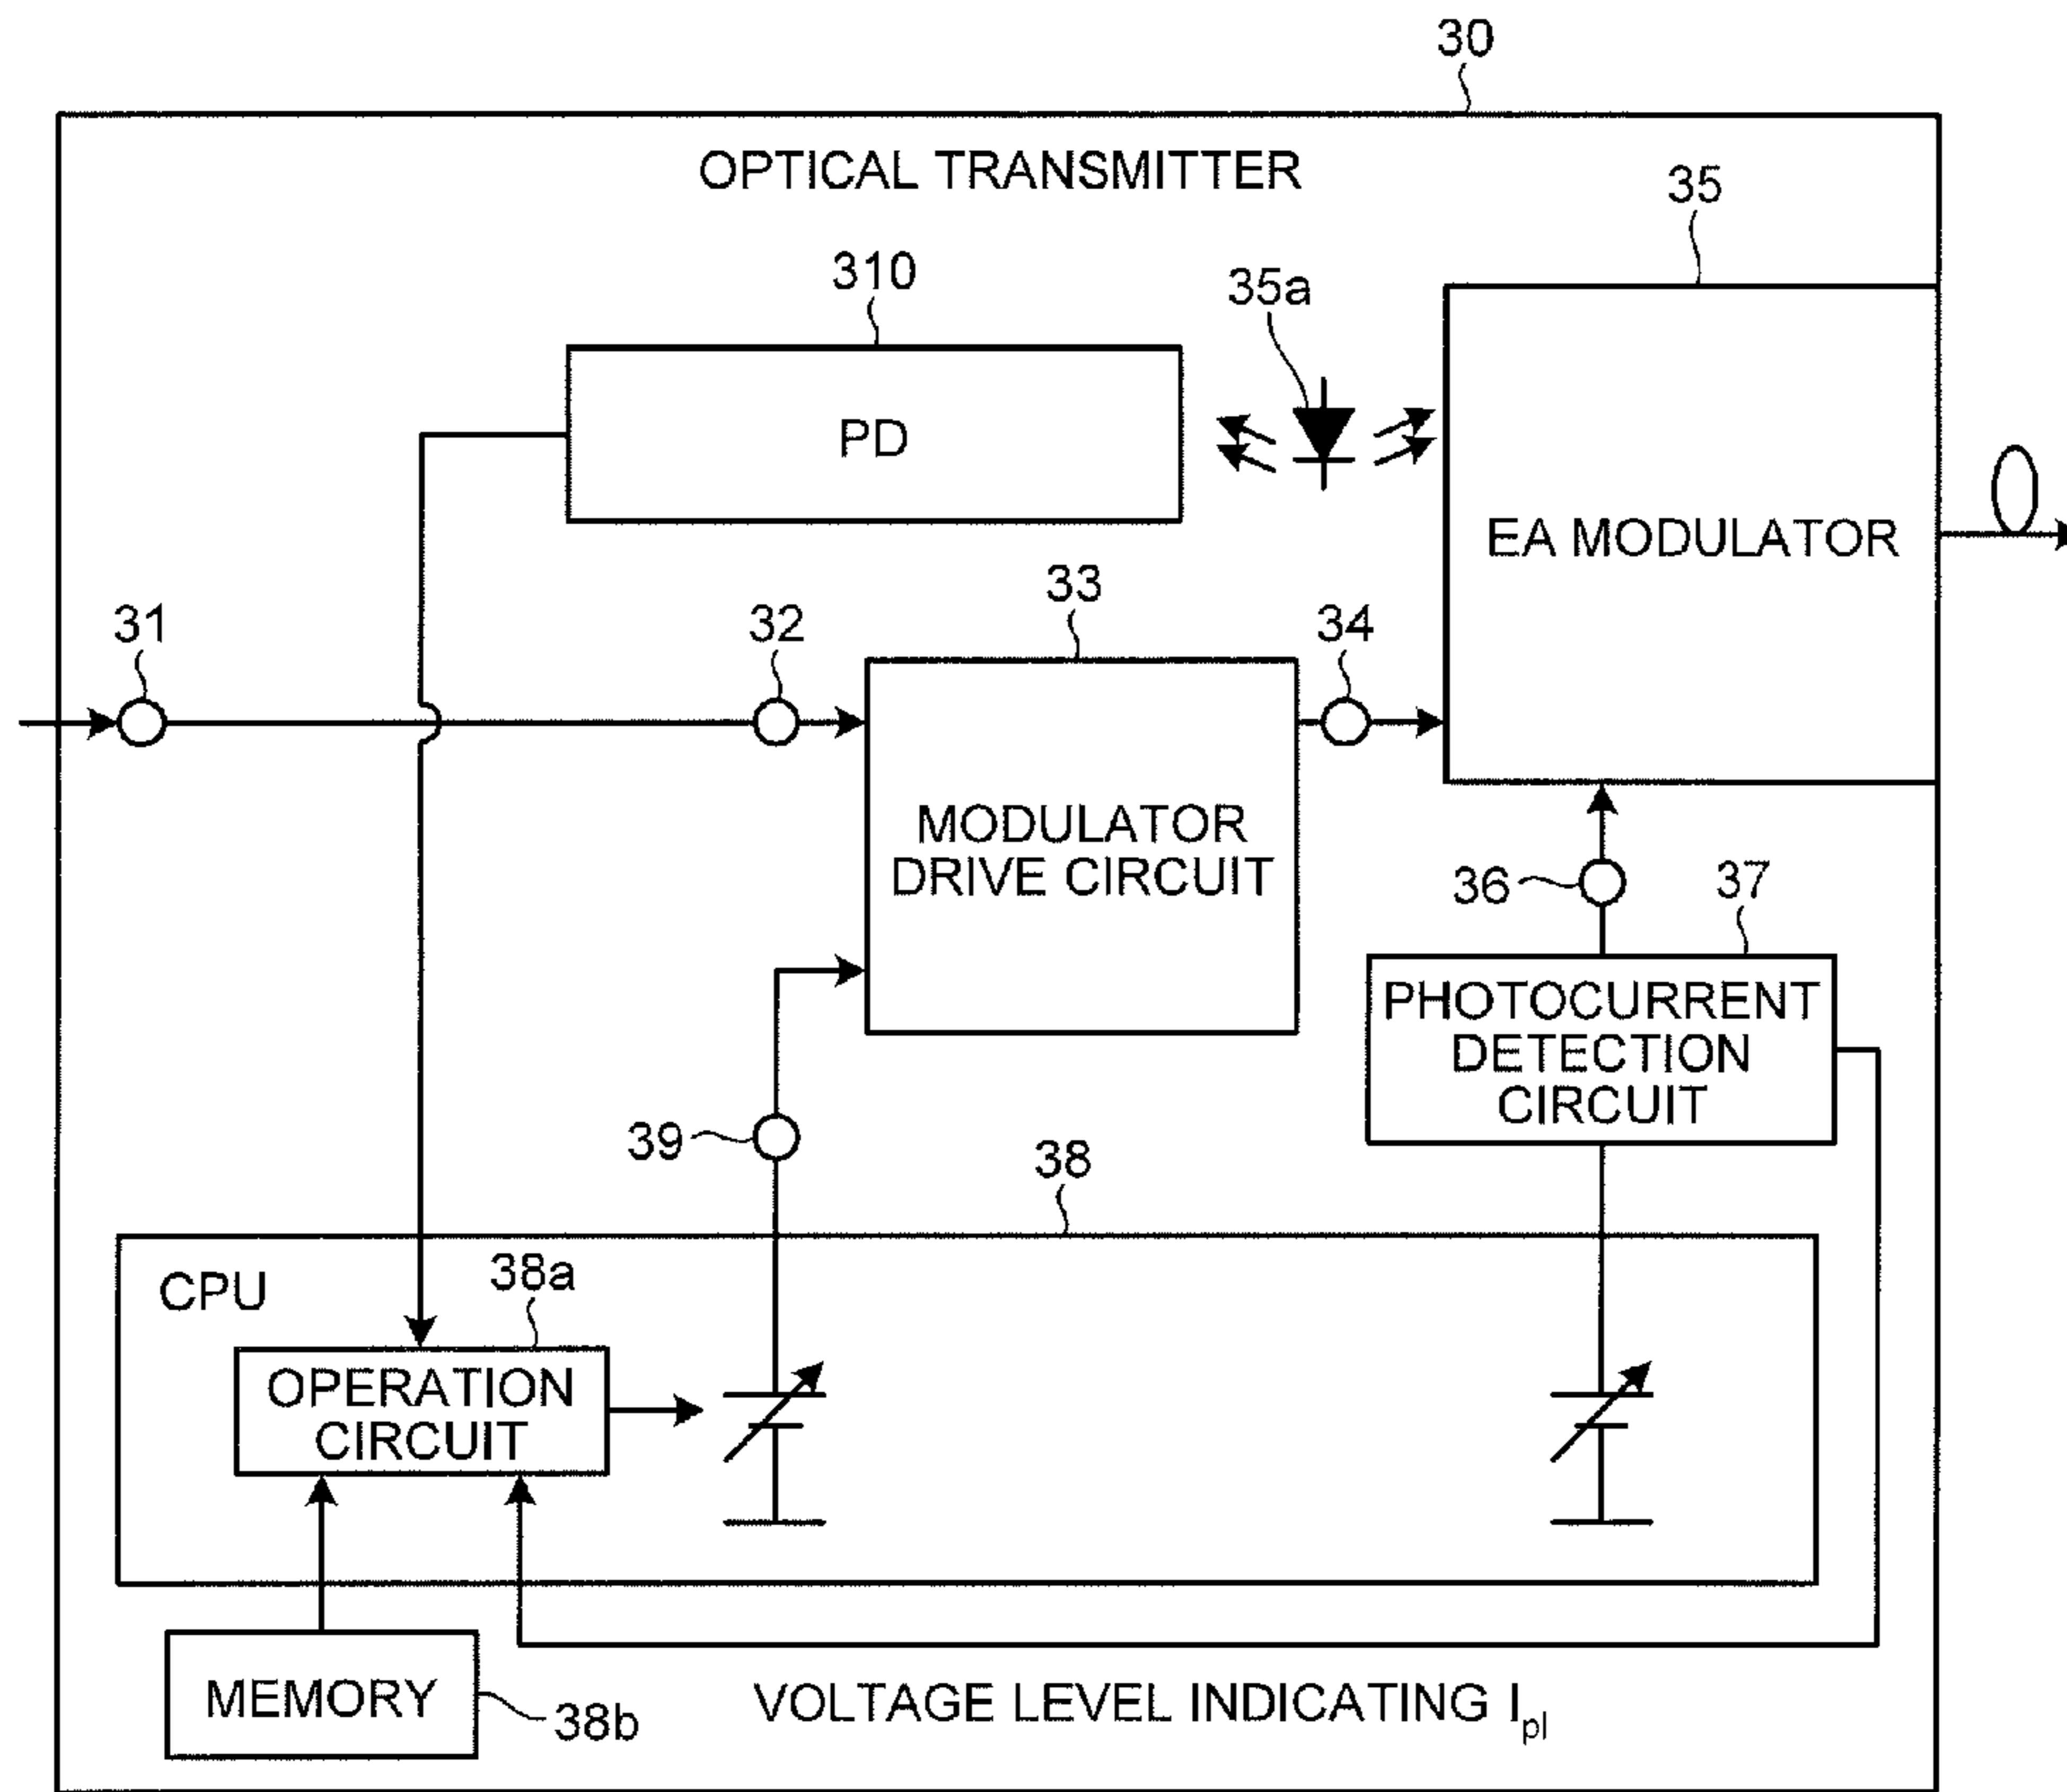 30
OPTICAL TRANSMITTER
35
310
35a
PD
EA MODULATOR
31
32
33
34
MODULATOR
DRIVE CIRCUIT
36
37
PHOTOCURRENT
DETECTION
CIRCUIT
39
38
CPU
38a
OPERATION
CIRCUIT
MEMORY
38b
VOLTAGE LEVEL INDICATING Ipl